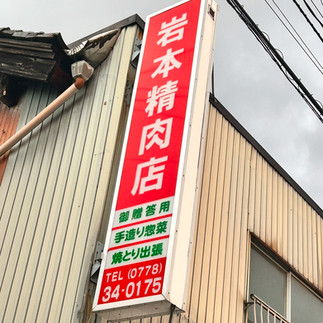 岩本精肉店
御贈答用
手造り惣菜
焼とり出張
TEL (0778)
34-0175